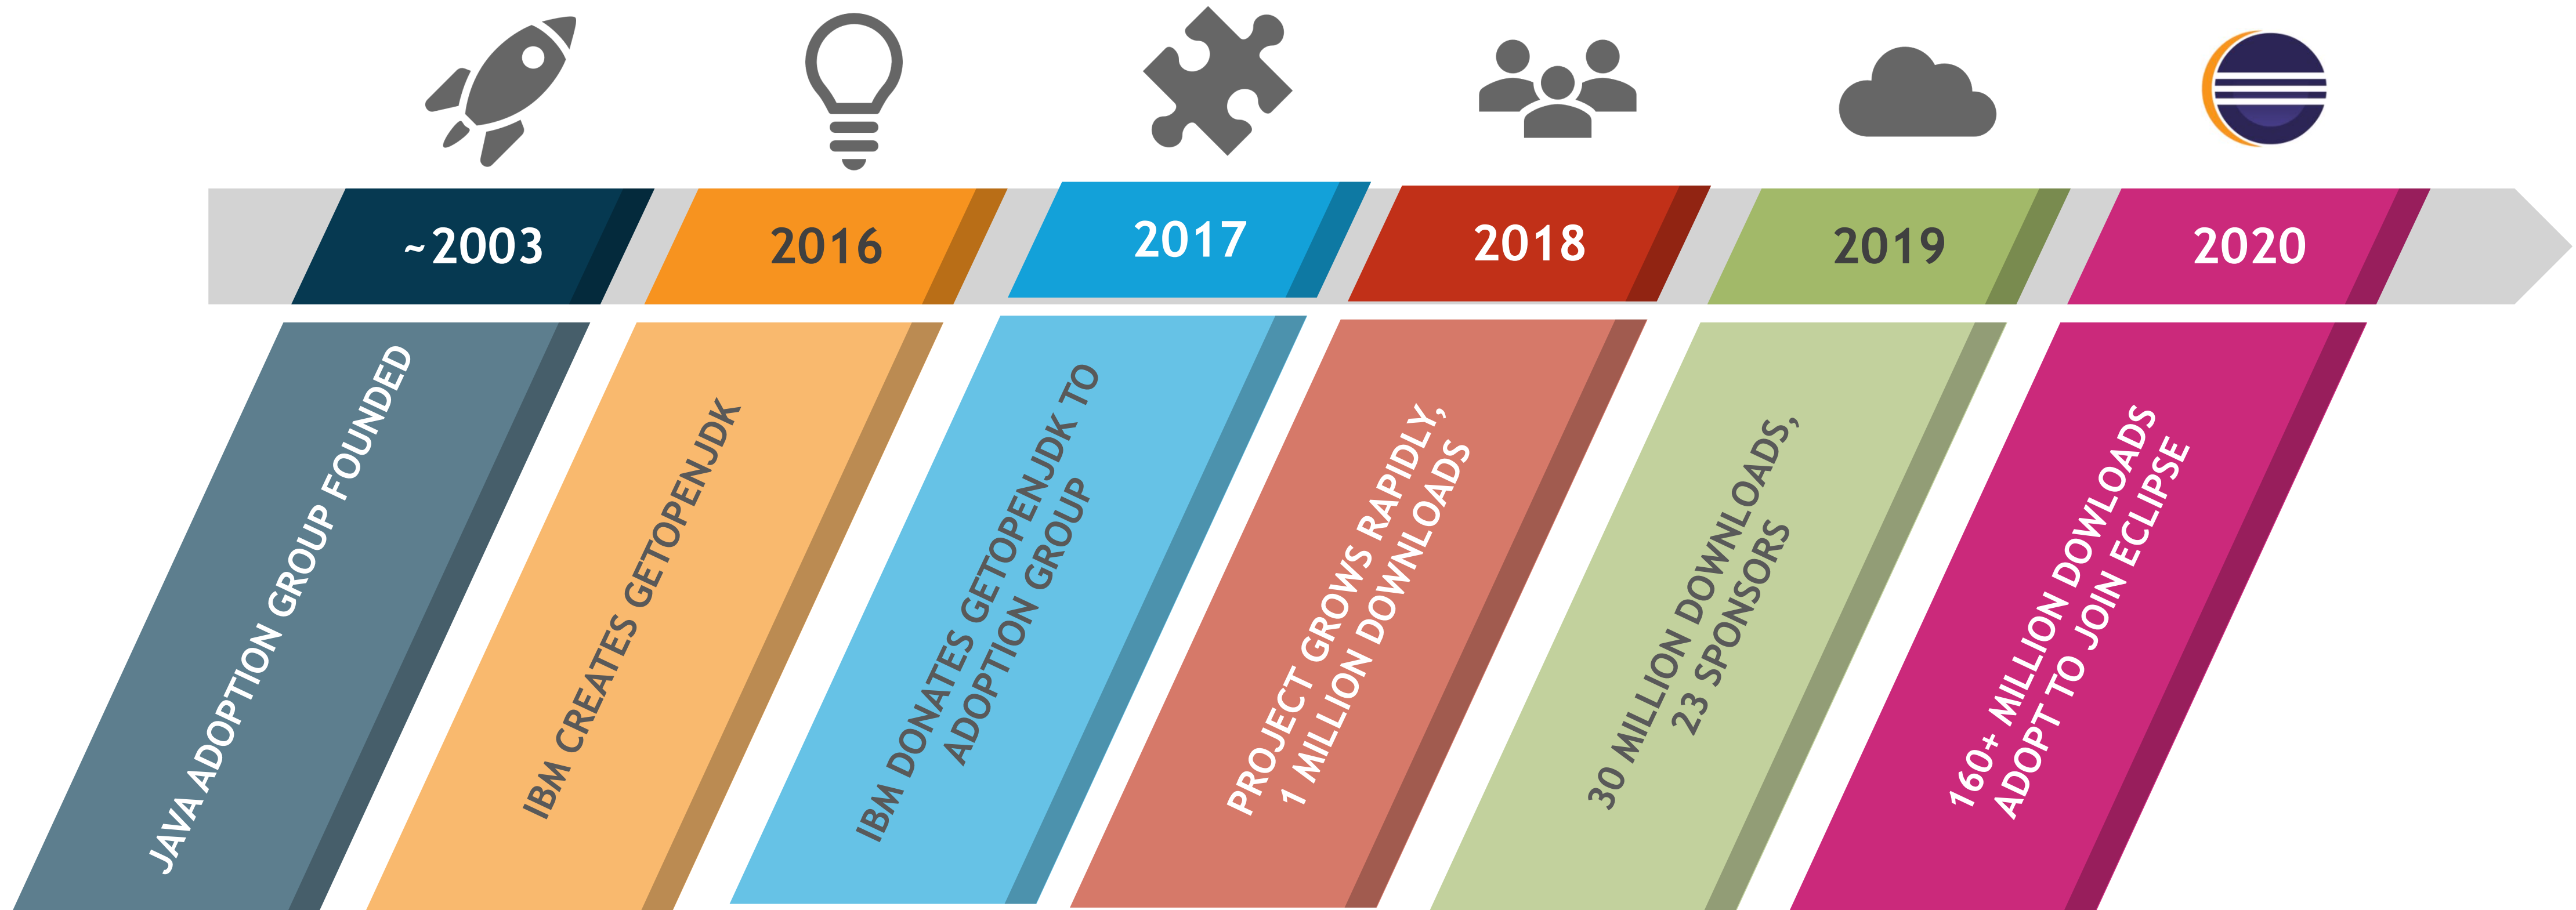 ~2003
2016
2017
2018
2019
2020
JAVA ADOPTION GROUP FOUNDED
IBM CREATES GETOPENJDK
IBM DONATES GETOPENJDK TO
ADOPTION GROUP
PROJECT GROWS RAPIDLY,
1 MILLION DOWNLOADS
30 MILLION DOWNLOADS,
23 SPONSORS
160+ MILLION DOWLOADS
ADOPT TO JOIN ECLIPSE